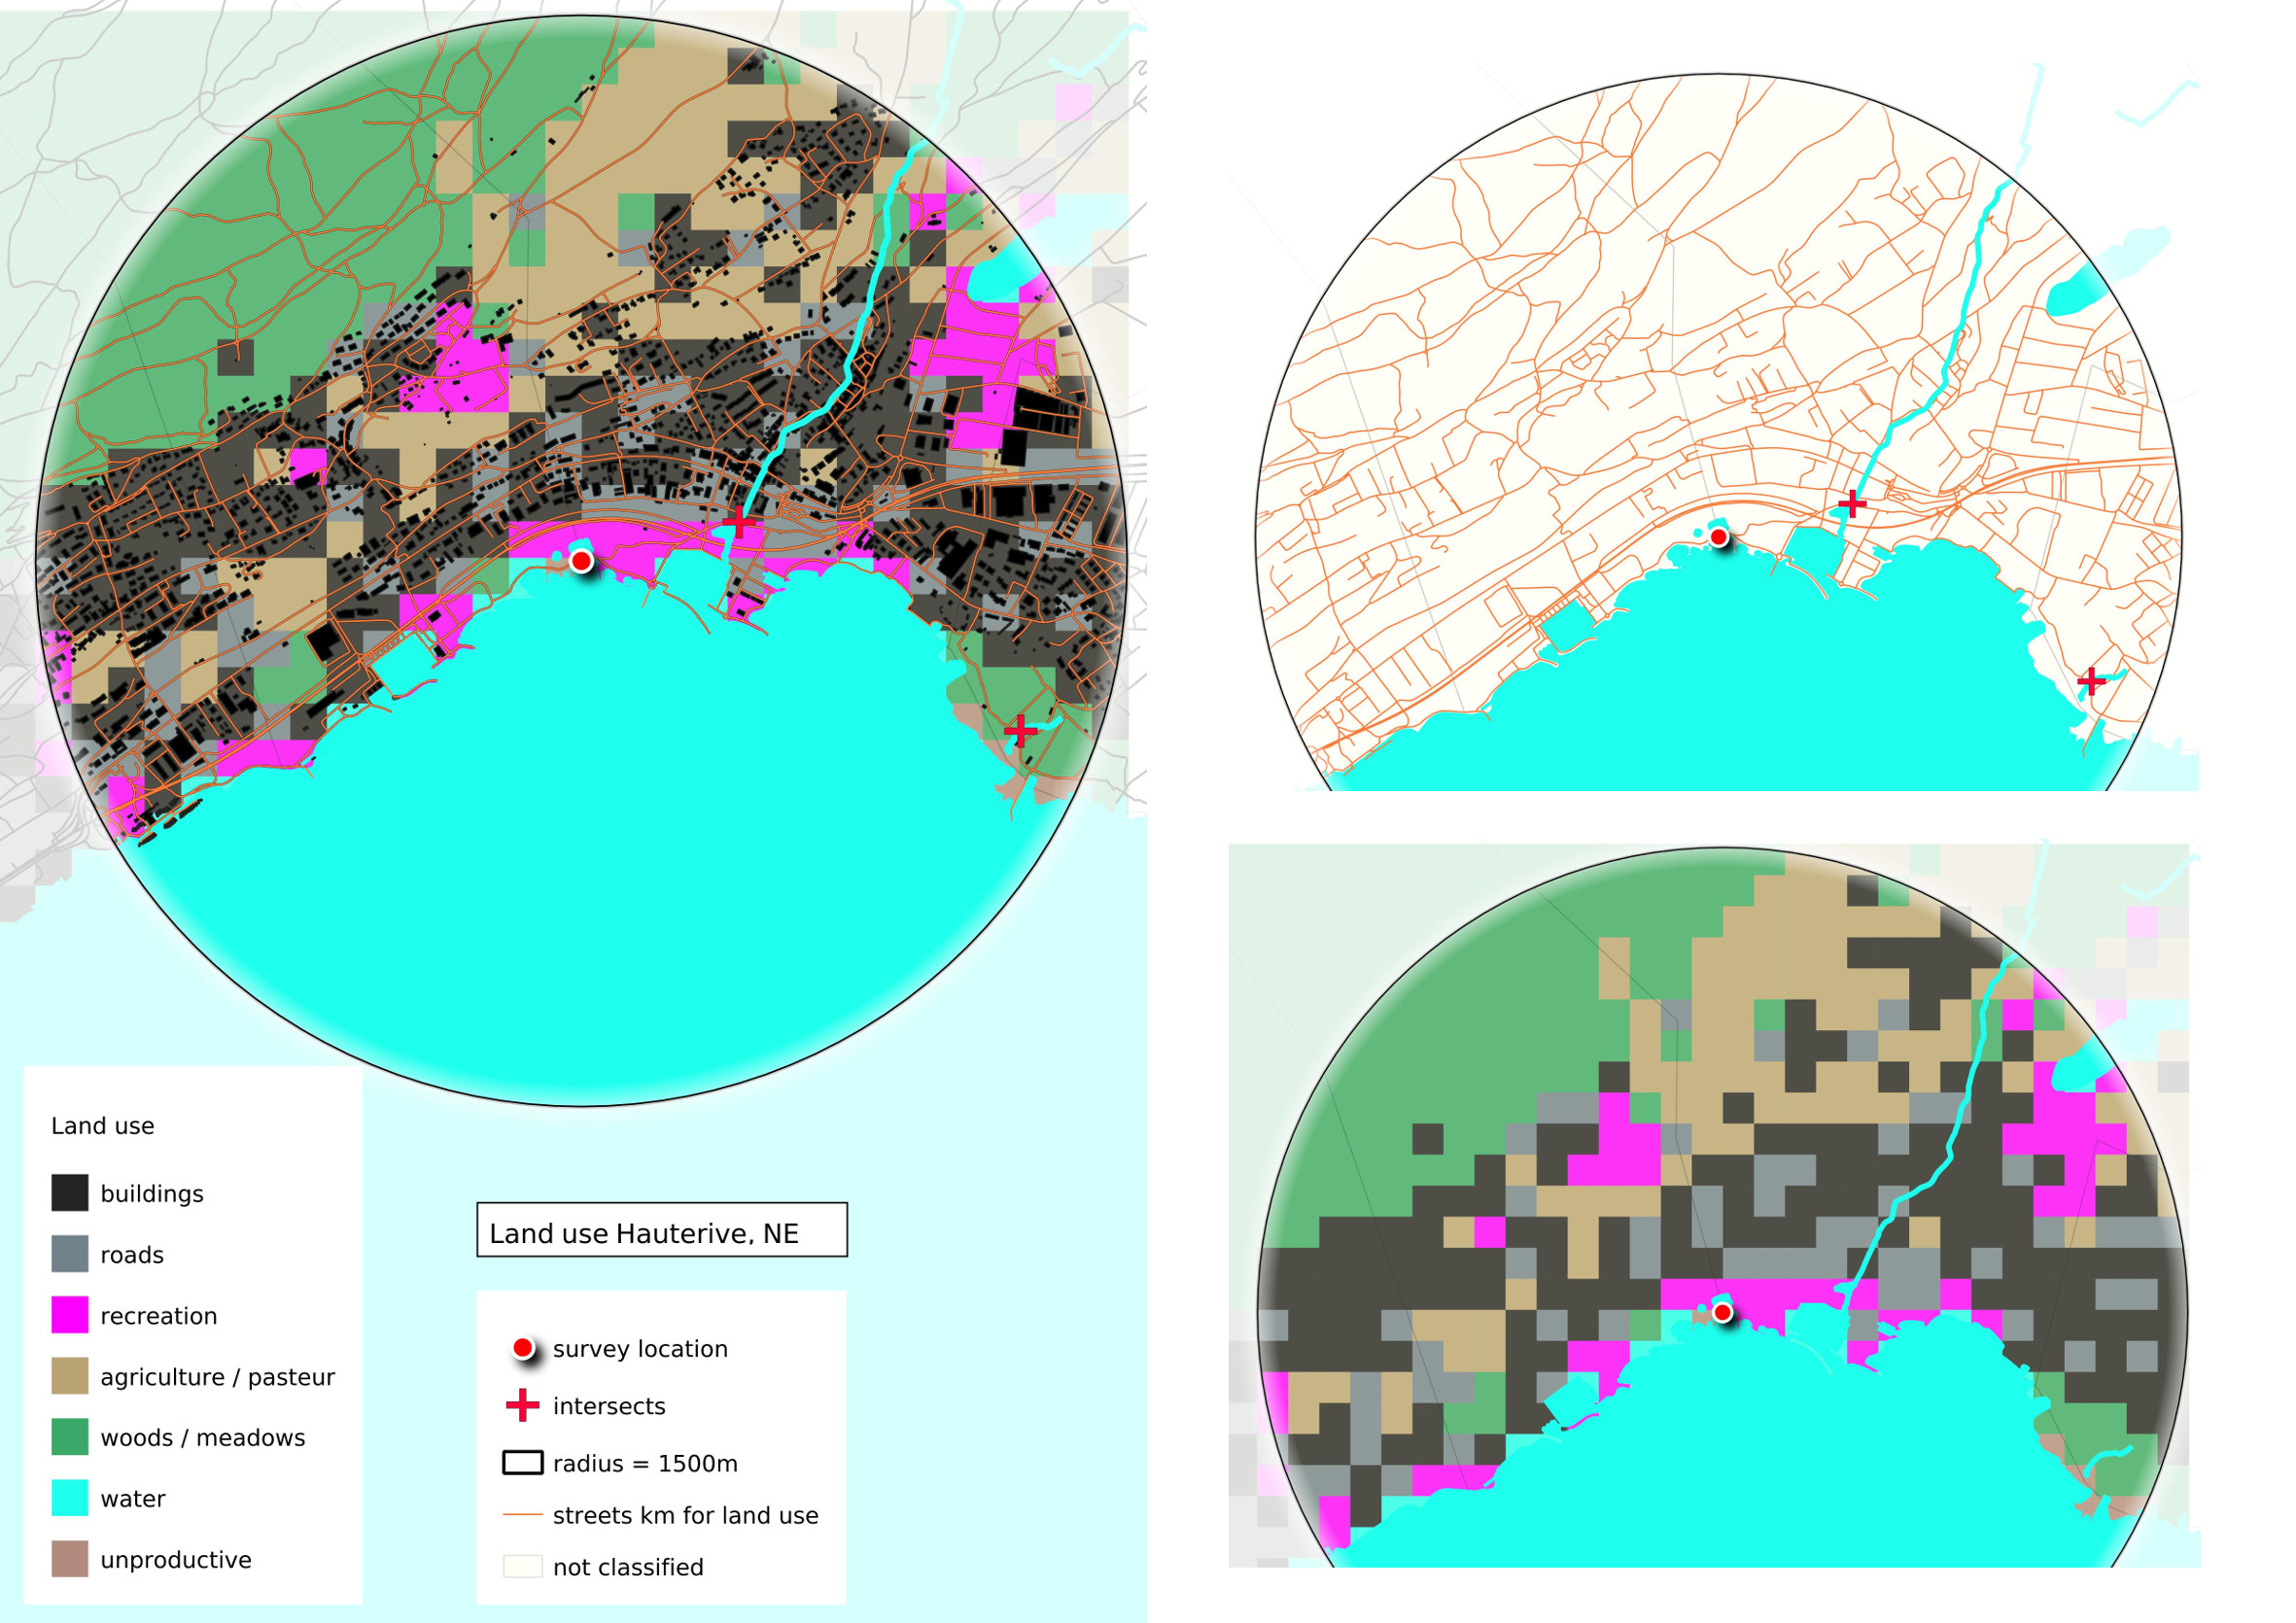 Land use
buildings
roads
recreation
agriculture / pasteur
woods / meadows
water
unproductive
Land use Hauterive, NE
survey location
intersects
radius = 1500m
streets km for land use
not classified